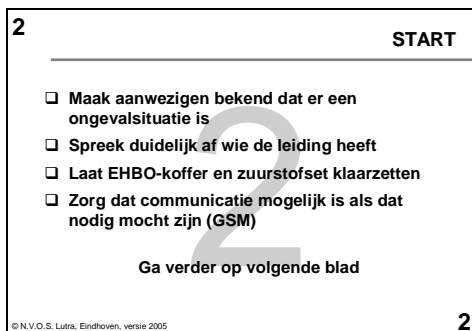 2
START
❑ Maak aanwezigen bekend dat er een
ongevalsituatie is
❑ Spreek duidelijk af wie de leiding heeft
❑ Laat EHBO-koffer en zuurstofset klaarzetten
❑ Zorg dat communicatie mogelijk is als dat
nodig mocht zijn (GSM)
2
Ga verder op volgende blad
© N.V.O.S. Lutra, Eindhoven, versie 2005
2